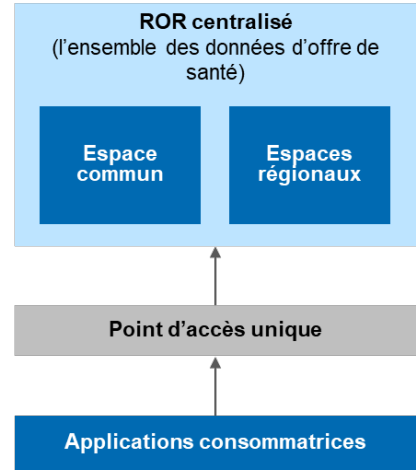 ROR centralisé
(l’ensemble des données d’offre de
santé)
Espace
commun
Espaces
régionaux
Point d’accès unique
Applications consommatrices